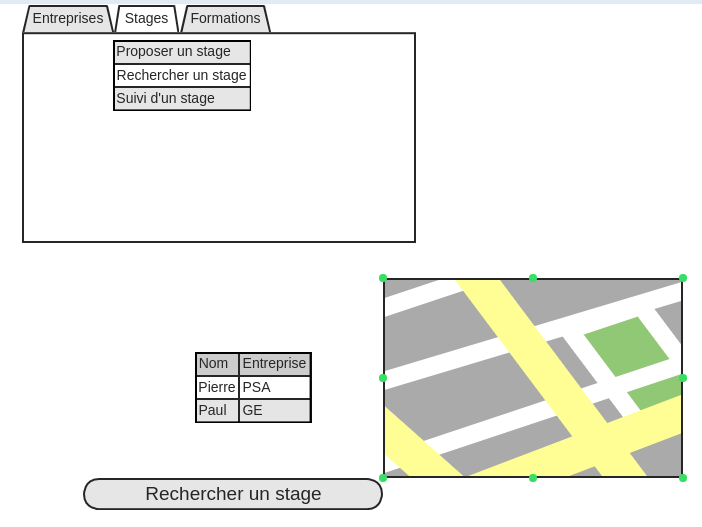 Entreprises Stages Formations
Proposer un stage
Rechercher un stage
Suivi d'un stage
Nom Entreprise
Pierre PSA
Paul GE
Rechercher un stage